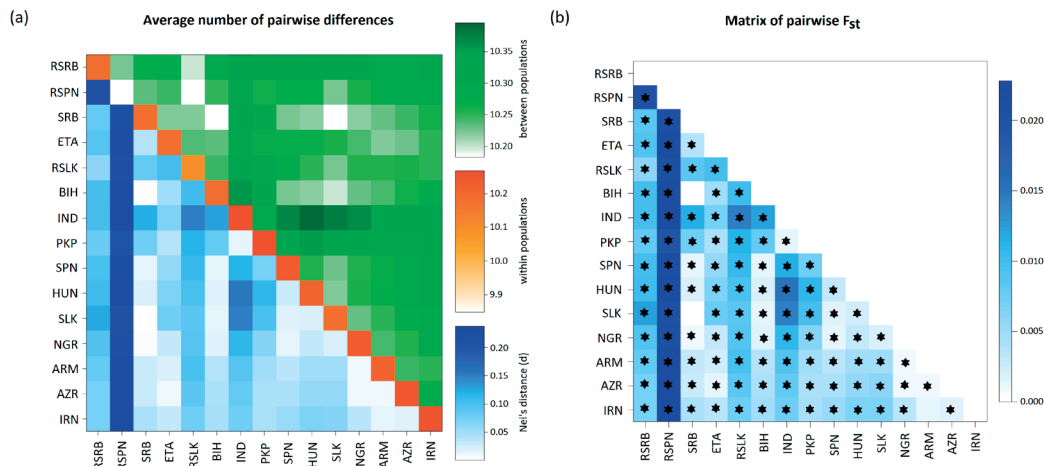 (a)
Average number of pairwise differences
RSRB
RSPN
SRB
ETA
RSLK
BIH
IND
PKP
SPN
HUN
SLK
NGR
ARM
AZR
IRN
RSRB
RSPN
SRB
ETA
RSLK
BIH
IND
PKP
SPN
HUN
SLK
NGR
ARM
AZR
IRN
10.35
10.30
10.25
10.20
between populations
10.2
10.1
10.0
9.9
within populations
0.20
0.15
0.10
0.05
Nei's distance (d)
(b)
Matrix of pairwise Fst
RSRB
RSPN
SRB
ETA
RSLK
BIH
IND
PKP
SPN
HUN
SLK
NGR
ARM
AZR
IRN
RSRB
RSPN
SRB
ETA
RSLK
BIH
IND
PKP
SPN
HUN
SLK
NGR
ARM
AZR
IRN
0.020
0.015
0.010
0.005
0.000